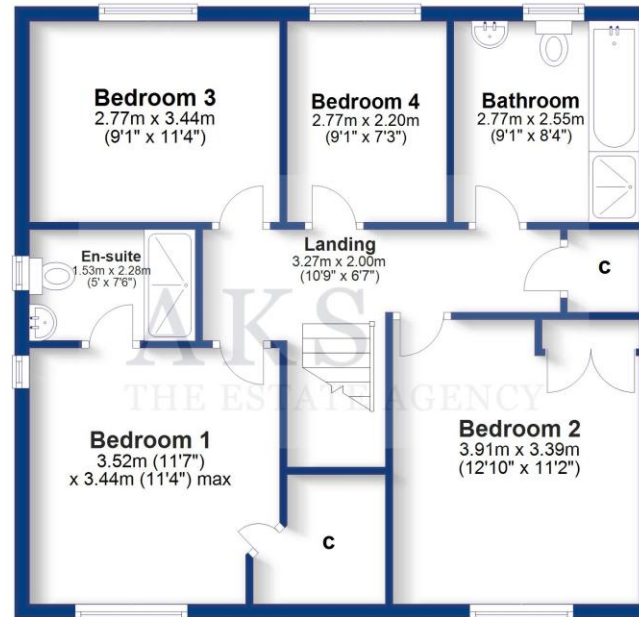 Bedroom 3
2.77m x 3.44m
(9'1" x 11'4")
Bedroom 4
2.77m x 2.20m
(9'1" x 7'3")
Bathroom
2.77m x 2.55m
(9'1" x 8'4")
En-suite
1.53m x 2.28m
(5' x 7'6")
Landing
3.27m x 2.00m
(10'9" x 6'7")
C
AKS
THE ESTATE AGENCY
Bedroom 1
3.52m (11'7")
x 3.44m (11'4") max
Bedroom 2
3.91m x 3.39m
(12'10" x 11'2")
C